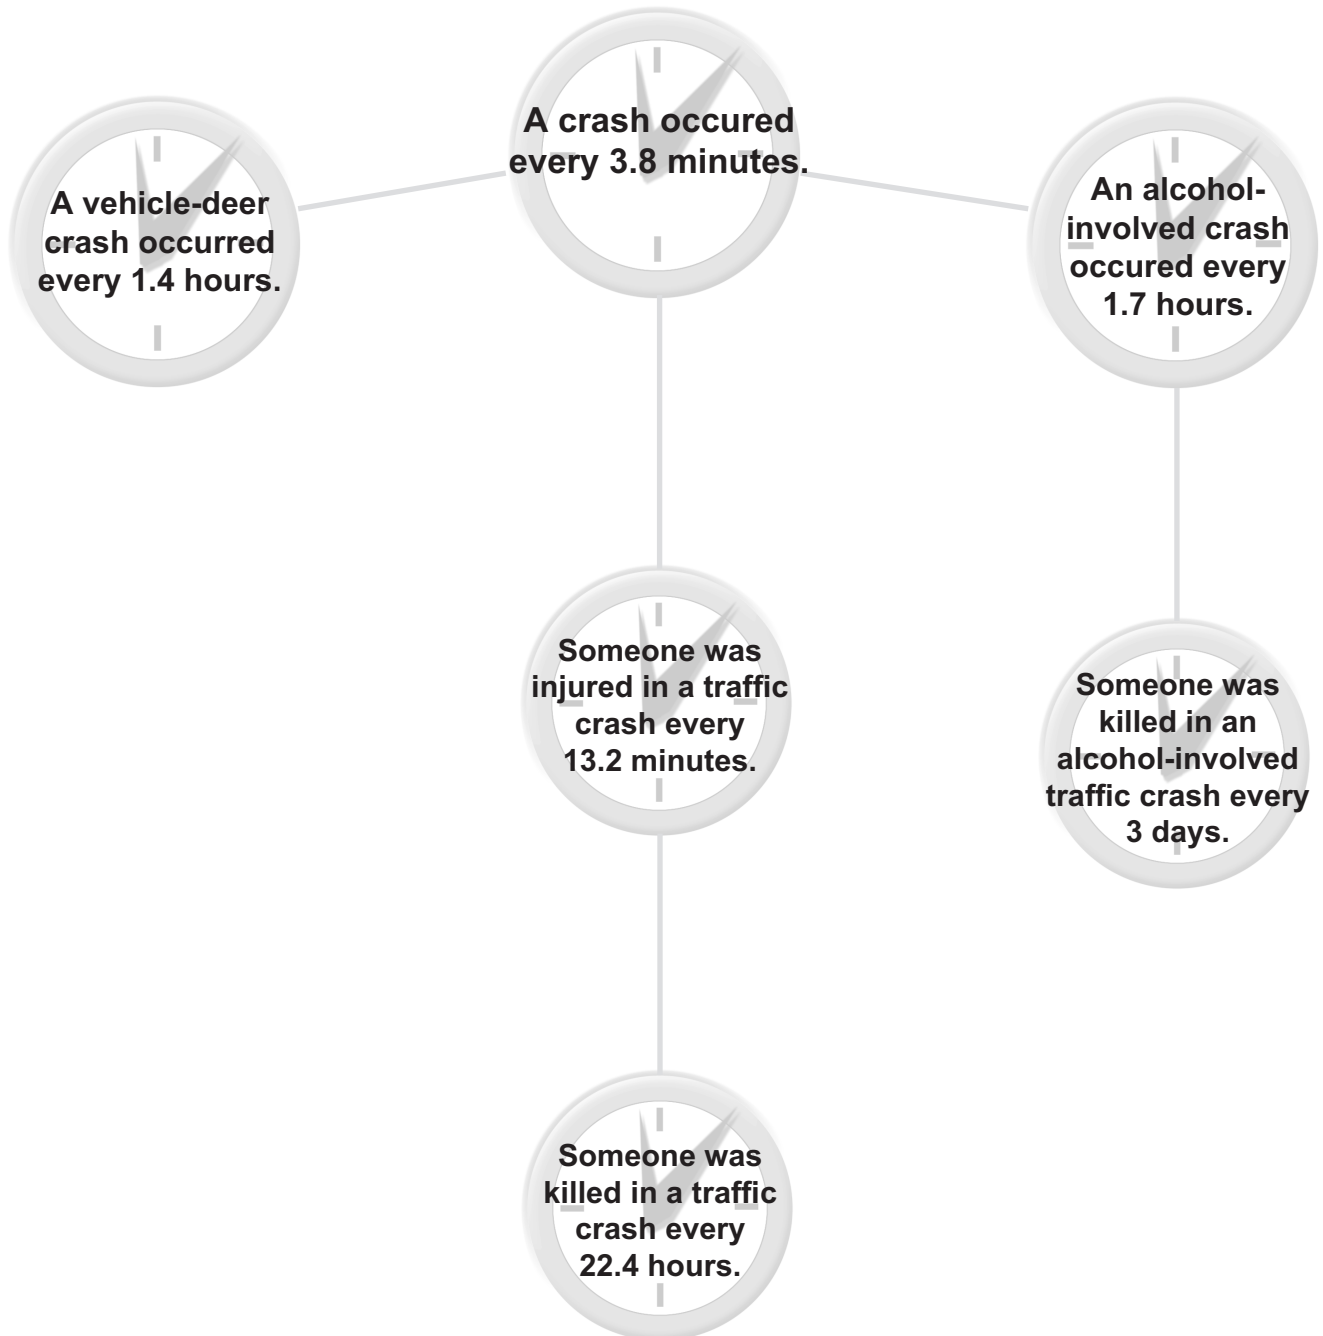 A crash occured
every 3.8 minutes.
A vehicle-deer
crash occurred
every 1.4 hours.
An alcohol-
involved crash
occured every
1.7 hours.
Someone was
injured in a traffic
crash every
13.2 minutes.
Someone was
killed in an
alcohol-involved
traffic crash every
3 days.
Someone was
killed in a traffic
crash every
22.4 hours.